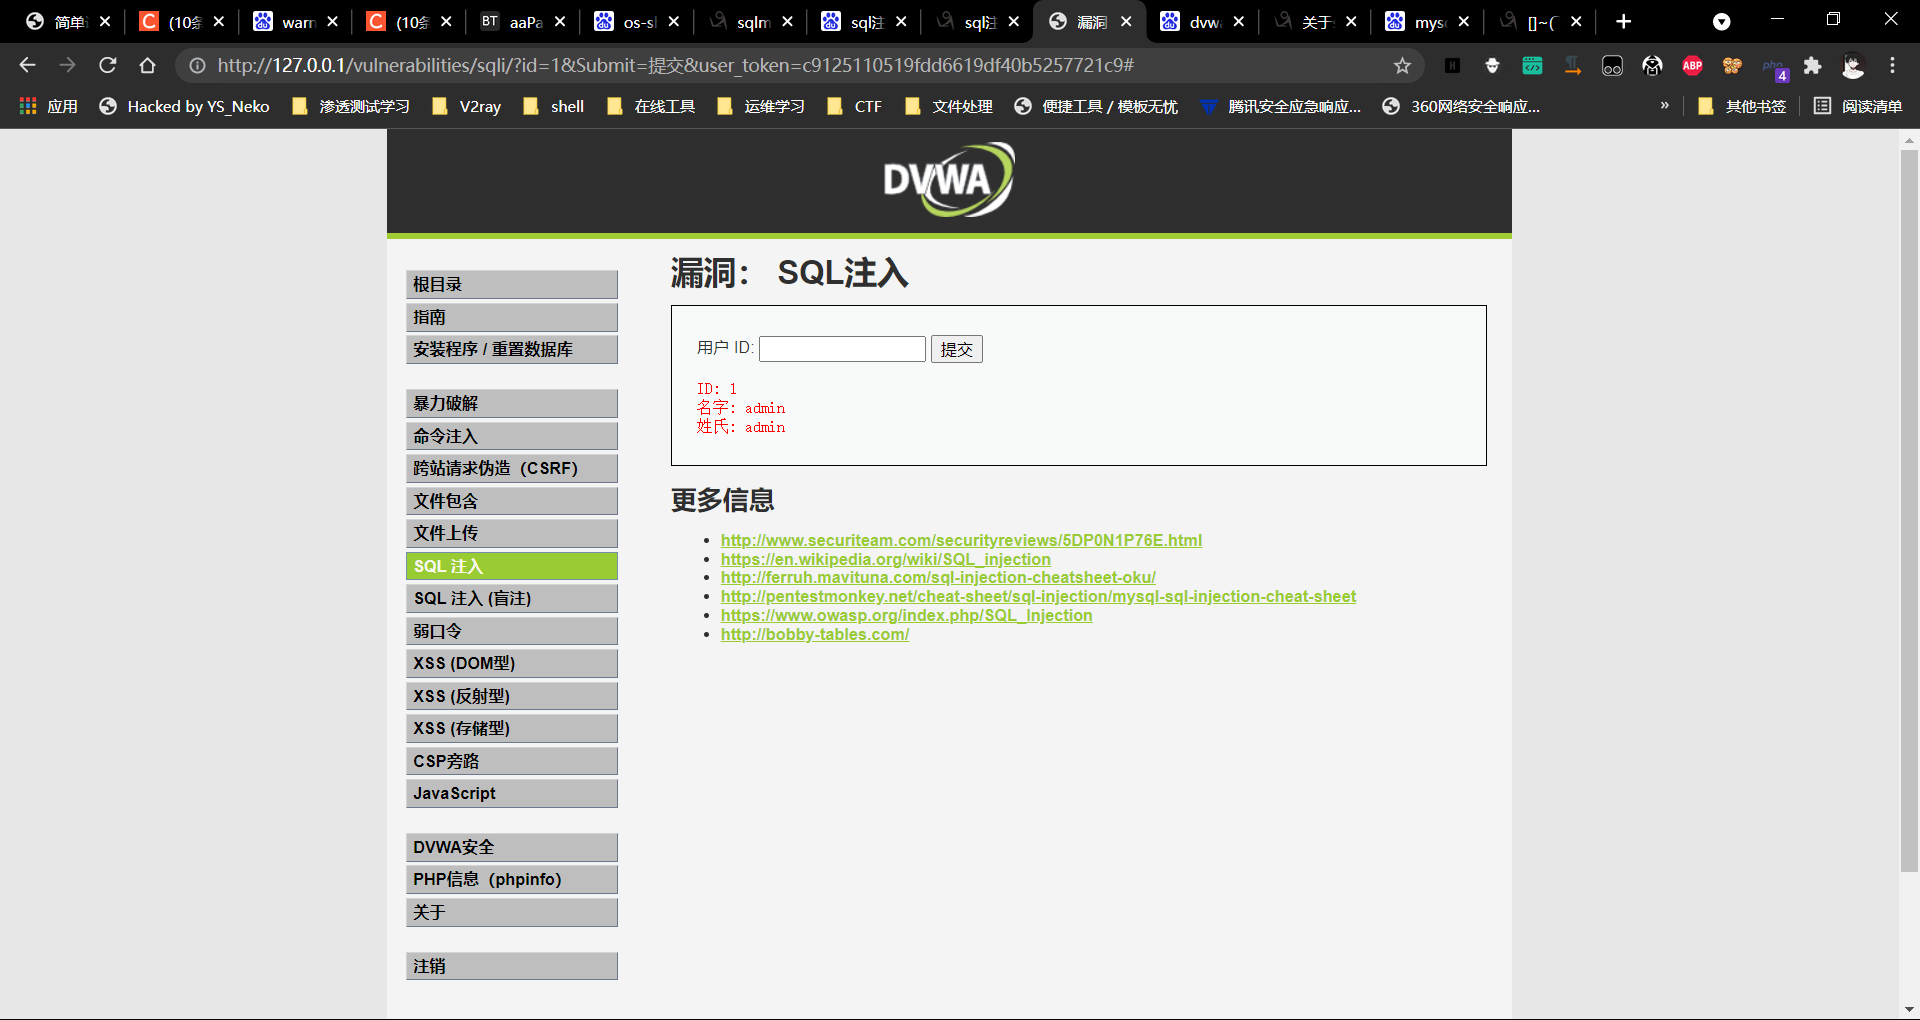 简单
(10条
warn
(10条
BT aaPa
os-sl
sqlm
sql注
sql注
漏洞
dvwa
关于
mysc
[]~(
http://127.0.0.1/vulnerabilities/sqli/?id=1&Submit=提交&user_token=c9125110519fdd6619df40b5257721c9#
ABP
php
4
应用
Hacked by YS_Neko
渗透测试学习
V2ray
shell
在线工具
运维学习
CTF
文件处理
便捷工具 / 模板无忧
腾讯安全应急响应...
360网络安全响应...
»
其他书签
阅读清单
DVWA
根目录
指南
安装程序 / 重置数据库
暴力破解
命令注入
跨站请求伪造（CSRF）
文件包含
文件上传
SQL 注入
SQL 注入 (盲注)
弱口令
XSS (DOM型)
XSS (反射型)
XSS (存储型)
CSP旁路
JavaScript
DVWA安全
PHP信息（phpinfo）
关于
注销
漏洞： SQL注入
用户 ID: 提交
ID: 1
名字: admin
姓氏: admin
更多信息
http://www.securiteam.com/securityreviews/5DP0N1P76E.html
https://en.wikipedia.org/wiki/SQL_injection
http://ferruh.mavituna.com/sql-injection-cheatsheet-oku/
http://pentestmonkey.net/cheat-sheet/sql-injection/mysql-sql-injection-cheat-sheet
https://www.owasp.org/index.php/SQL_Injection
http://bobby-tables.com/